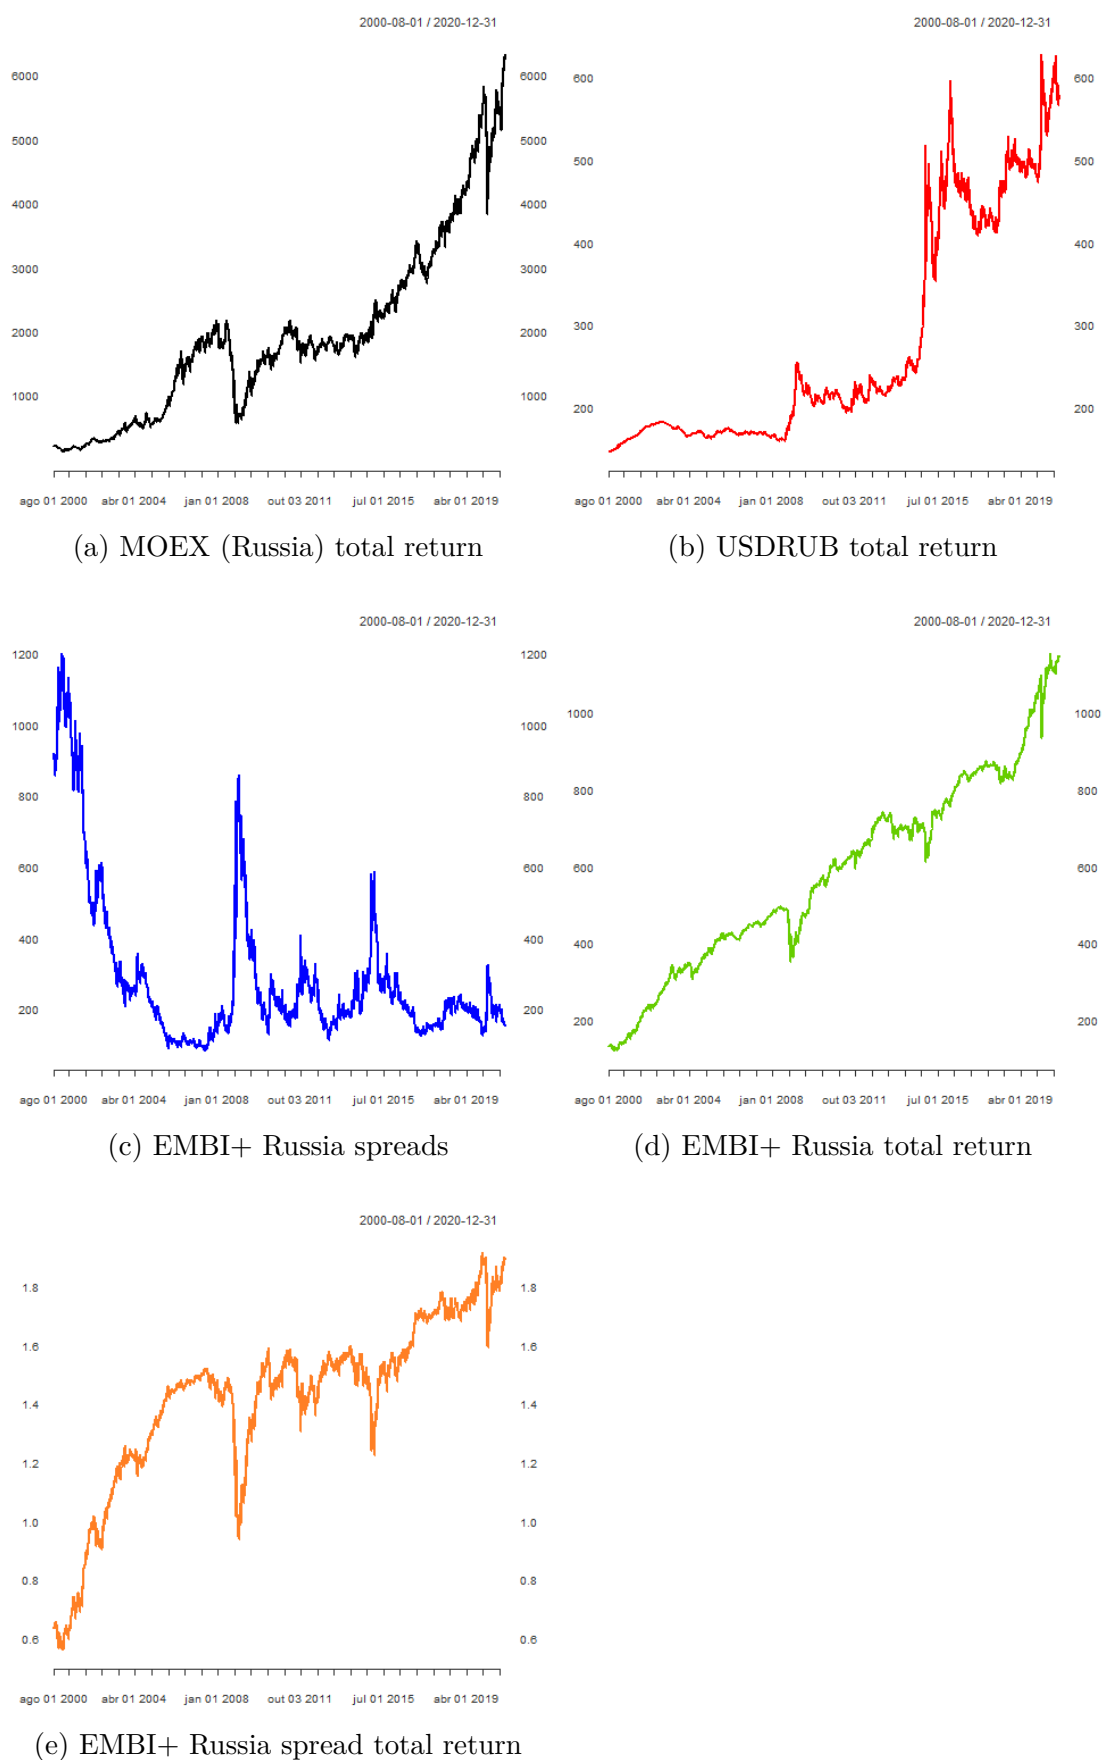 2000-08-01 / 2020-12-31
6000 6000
5000 5000
4000 4000
3000 3000
2000 2000
1000 1000
ago 01 2000 abr 01 2004 jan 01 2008 out 03 2011 jul 01 2015 abr 01 2019
(a) MOEX (Russia) total return
2000-08-01 / 2020-12-31
600 600
500 500
400 400
300 300
200 200
ago 01 2000 abr 01 2004 jan 01 2008 out 03 2011 jul 01 2015 abr 01 2019
(b) USDRUB total return
2000-08-01 / 2020-12-31
1200 1200
1000 1000
800 800
600 600
400 400
200 200
ago 01 2000 abr 01 2004 jan 01 2008 out 03 2011 jul 01 2015 abr 01 2019
(c) EMBI+ Russia spreads
2000-08-01 / 2020-12-31
1000 1000
800 800
600 600
400 400
200 200
ago 01 2000 abr 01 2004 jan 01 2008 out 03 2011 jul 01 2015 abr 01 2019
(d) EMBI+ Russia total return
2000-08-01 / 2020-12-31
1.8 1.8
1.6 1.6
1.4 1.4
1.2 1.2
1.0 1.0
0.8 0.8
0.6 0.6
ago 01 2000 abr 01 2004 jan 01 2008 out 03 2011 jul 01 2015 abr 01 2019
(e) EMBI+ Russia spread total return